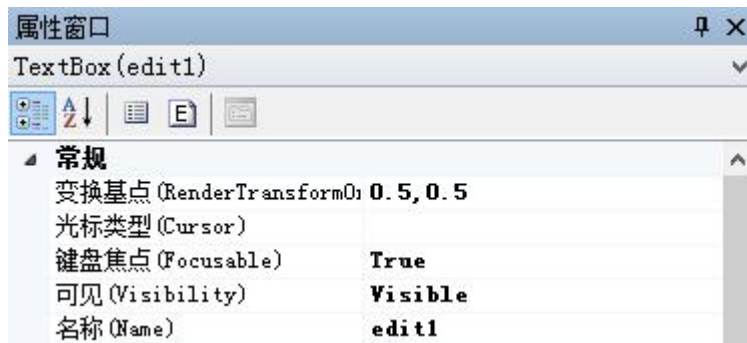 属性窗口
TextBox(edit1)
常规
变换基点(RenderTransformO 0.5,0.5
光标类型(Cursor)
键盘焦点(Focusable) True
可见(Visibility) Visible
名称(Name) edit1